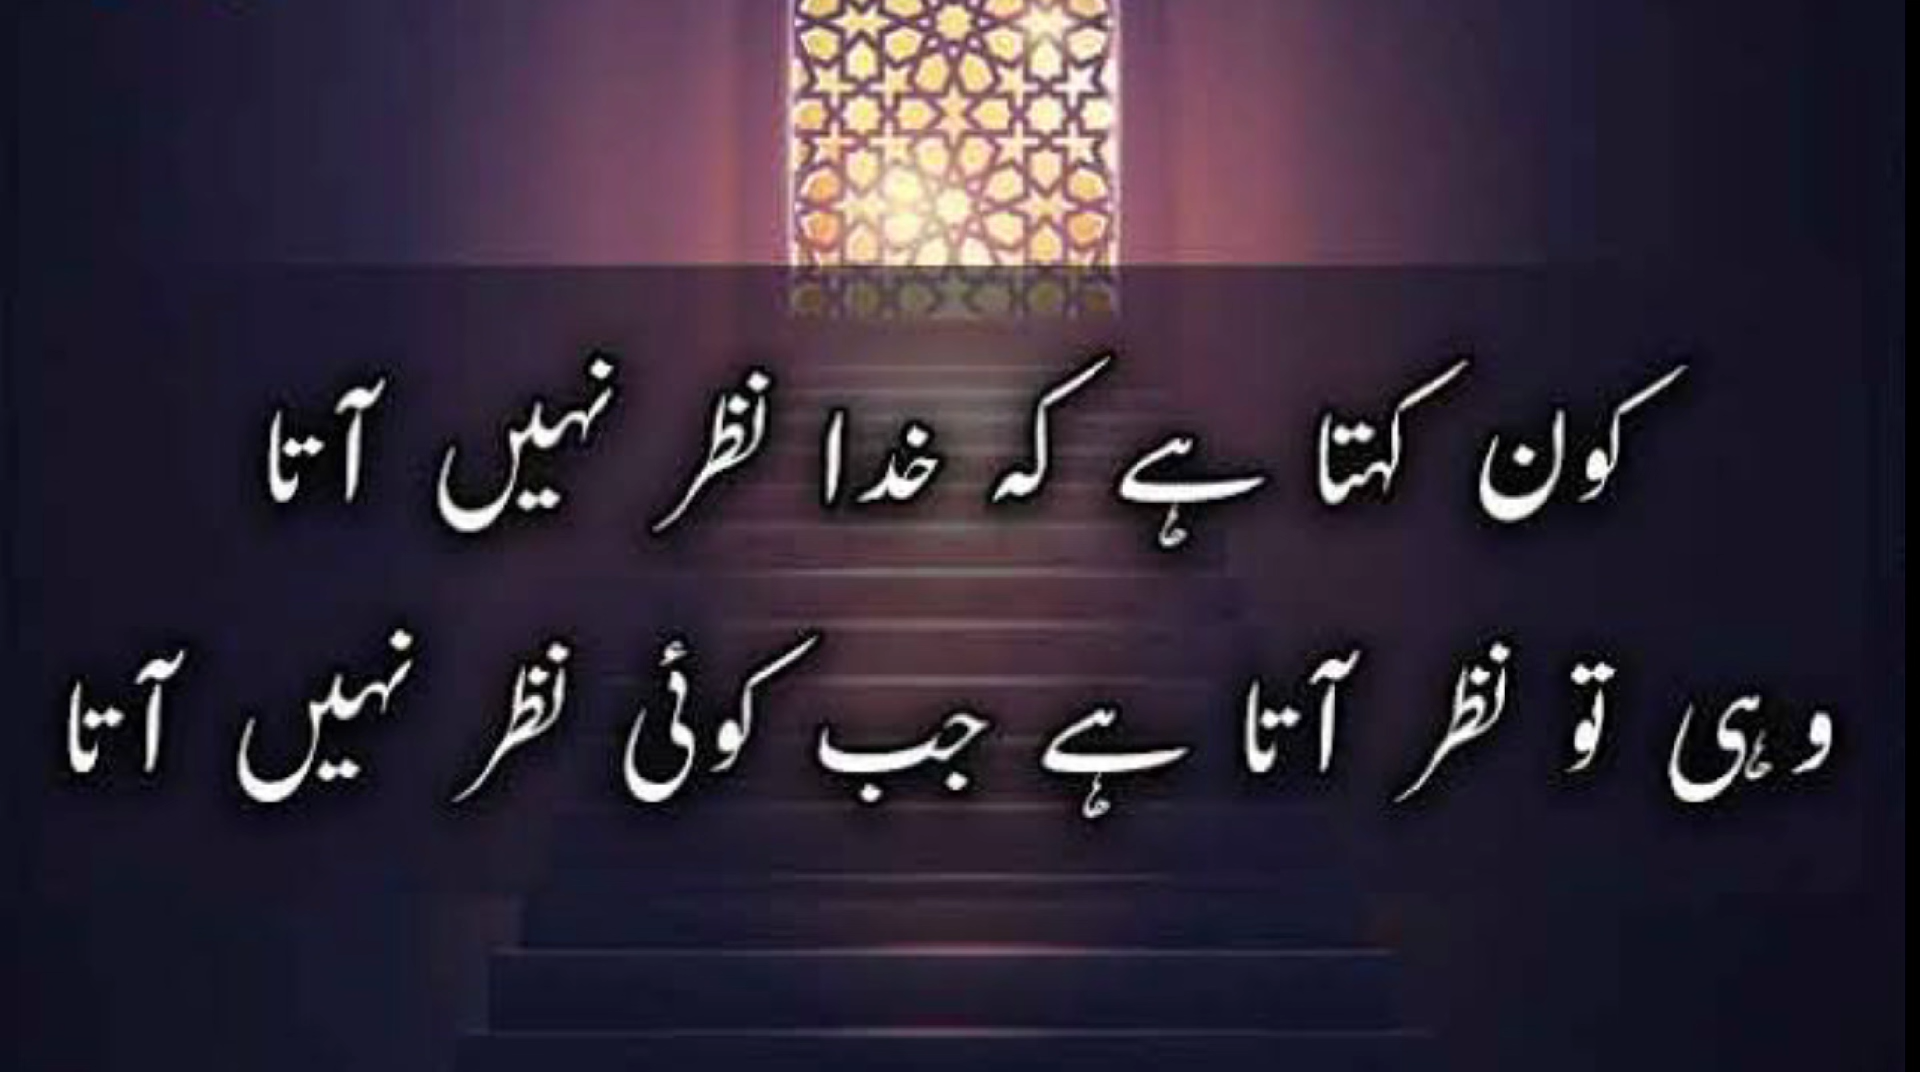 کون کہتا ہے کہ خدا نظر نہیں آتا
وہی تو نظر آتا ہے جب کوئی نظر نہیں آتا